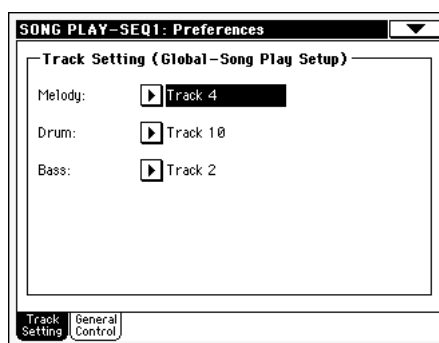 SONG PLAY-SEQ1: Preferences
Track Setting (Global-Song Play Setup)
Melody: Track 4
Drum: Track 10
Bass: Track 2
Track Setting
General Control